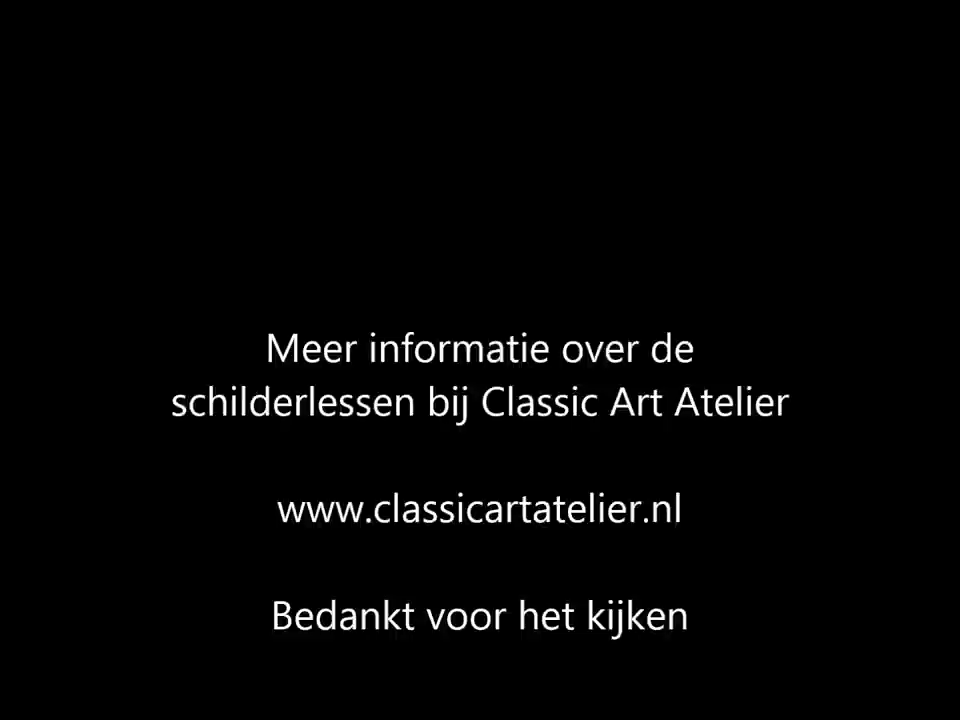 Meer informatie over de
schilderlessen bij Classic Art Atelier
www.classicartatelier.nl
Bedankt voor het kijken